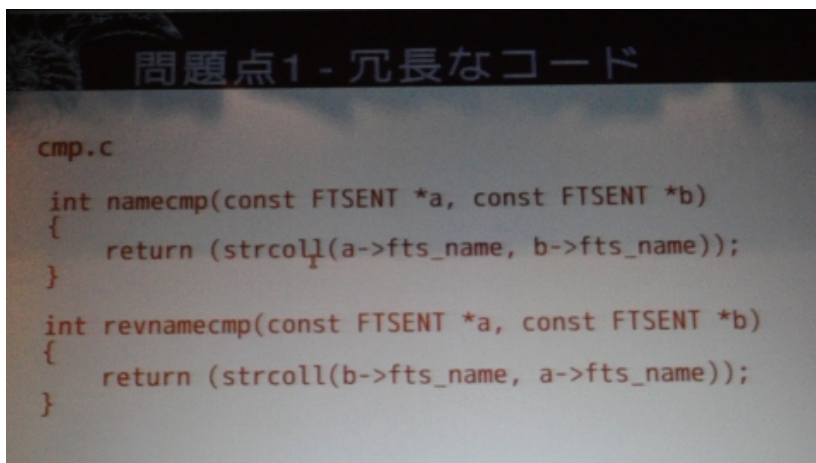 問題点1 - 冗長なコード
cmp.c
int namecmp(const FTSENT *a, const FTSENT *b)
{
return (strcoll(a->fts_name, b->fts_name));
}
int revnamecmp(const FTSENT *a, const FTSENT *b)
{
return (strcoll(b->fts_name, a->fts_name));
}